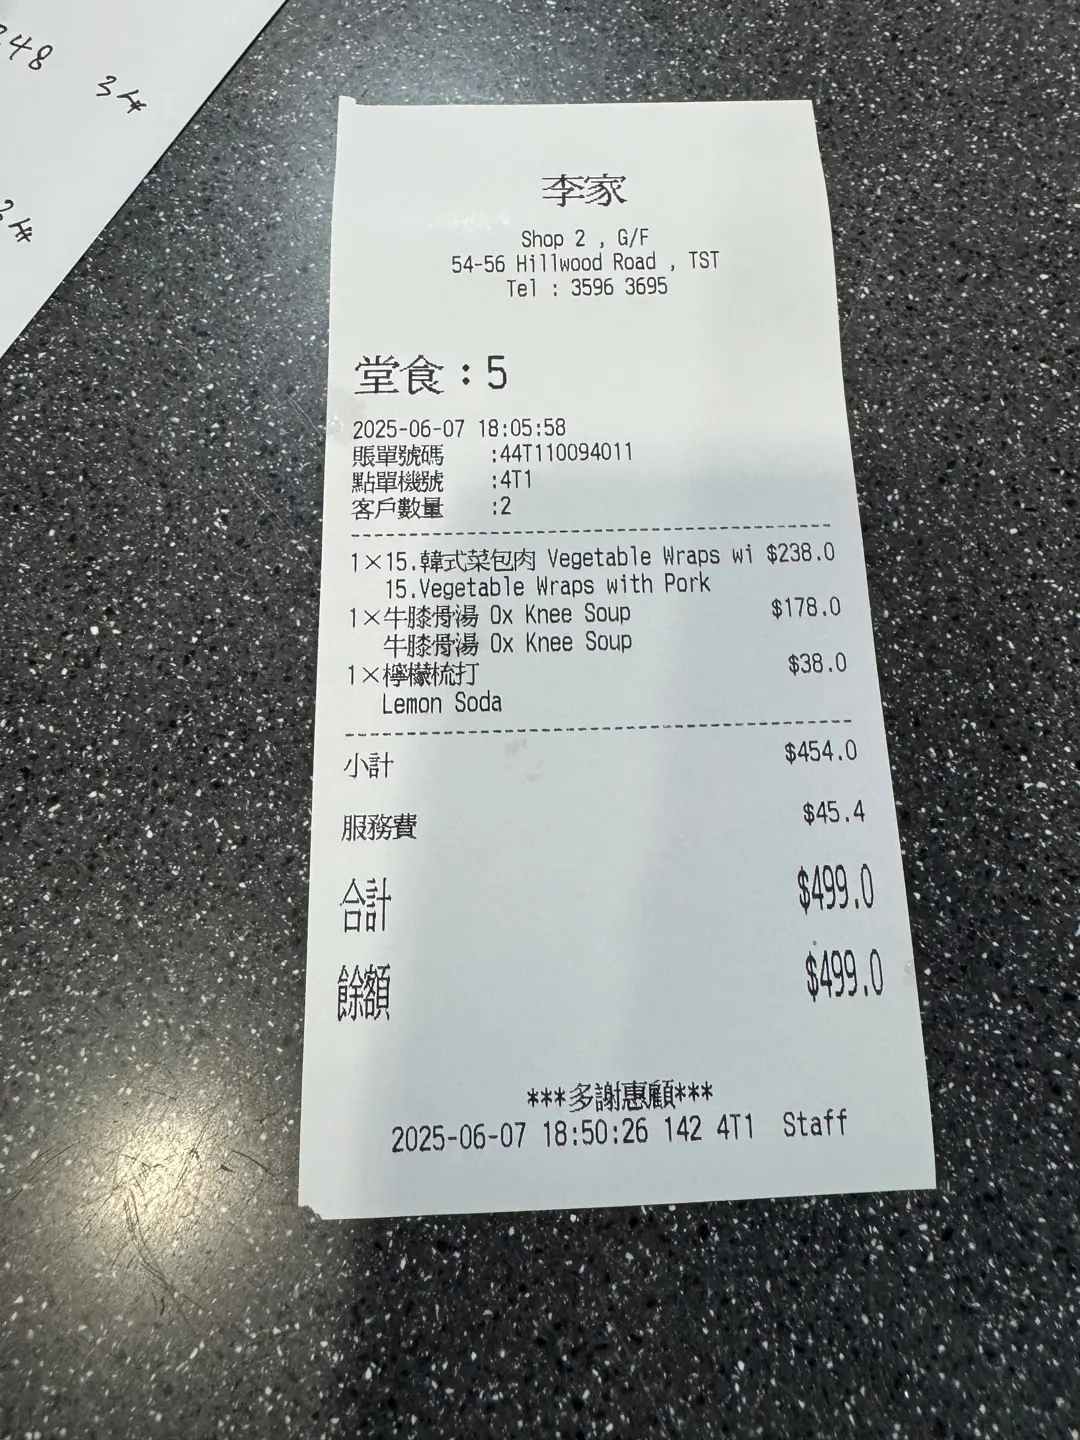 248
3
李家
Shop 2 , G/F
54-56 Hillwood Road , TST
Tel : 3596 3695
堂食：5
2025-06-07 18:05:58
賬單號碼 :44T110094011
點單機號 :4T1
客戶數量 :2
1×15.韓式菜包肉 Vegetable Wraps wi $238.0
15.Vegetable Wraps with Pork
1×牛膝骨湯 Ox Knee Soup $178.0
牛膝骨湯 Ox Knee Soup
1×檸檬梳打 $38.0
Lemon Soda
小計 $454.0
服務費 $45.4
合計 $499.0
餘額 $499.0
***多謝惠顧***
2025-06-07 18:50:26 142 4T1 Staff